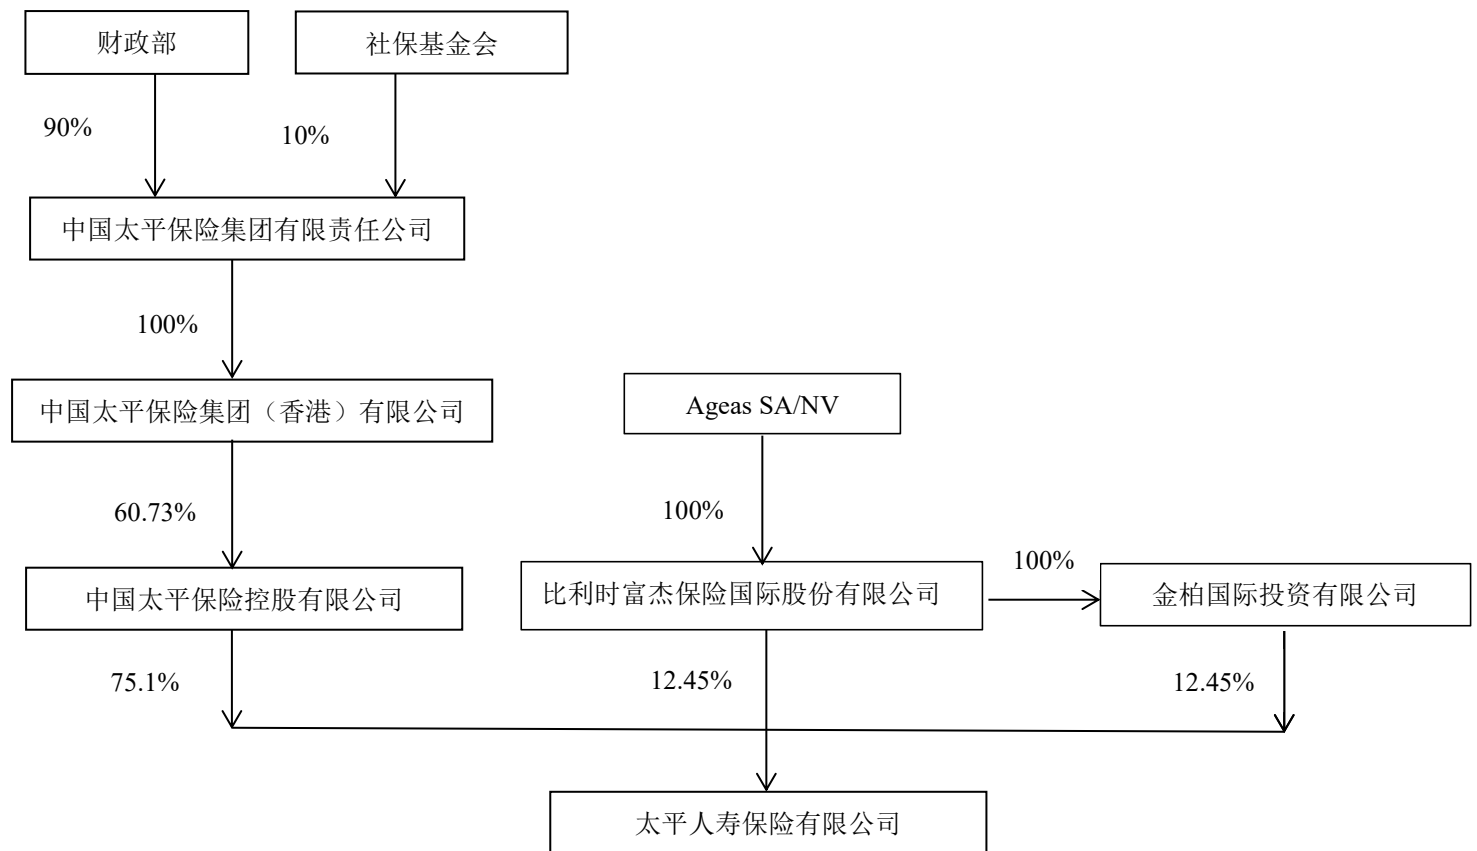 财政部
社保基金会
90%
10%
中国太平保险集团有限责任公司
100%
中国太平保险集团（香港）有限公司
Ageas SA/NV
60.73%
100%
100%
中国太平保险控股有限公司
比利时富杰保险国际股份有限公司
金柏国际投资有限公司
75.1%
12.45%
12.45%
太平人寿保险有限公司